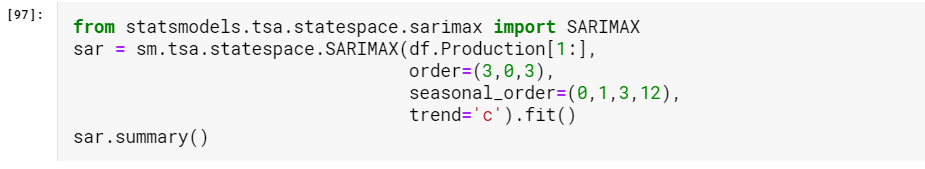 [97]:
from statsmodels.tsa.statespace.sarimax import SARIMAX
sar = sm.tsa.statespace.SARIMAX(df.Production[1:],
                                order=(3,0,3),
                                seasonal_order=(0,1,3,12),
                                trend='c').fit()
sar.summary()